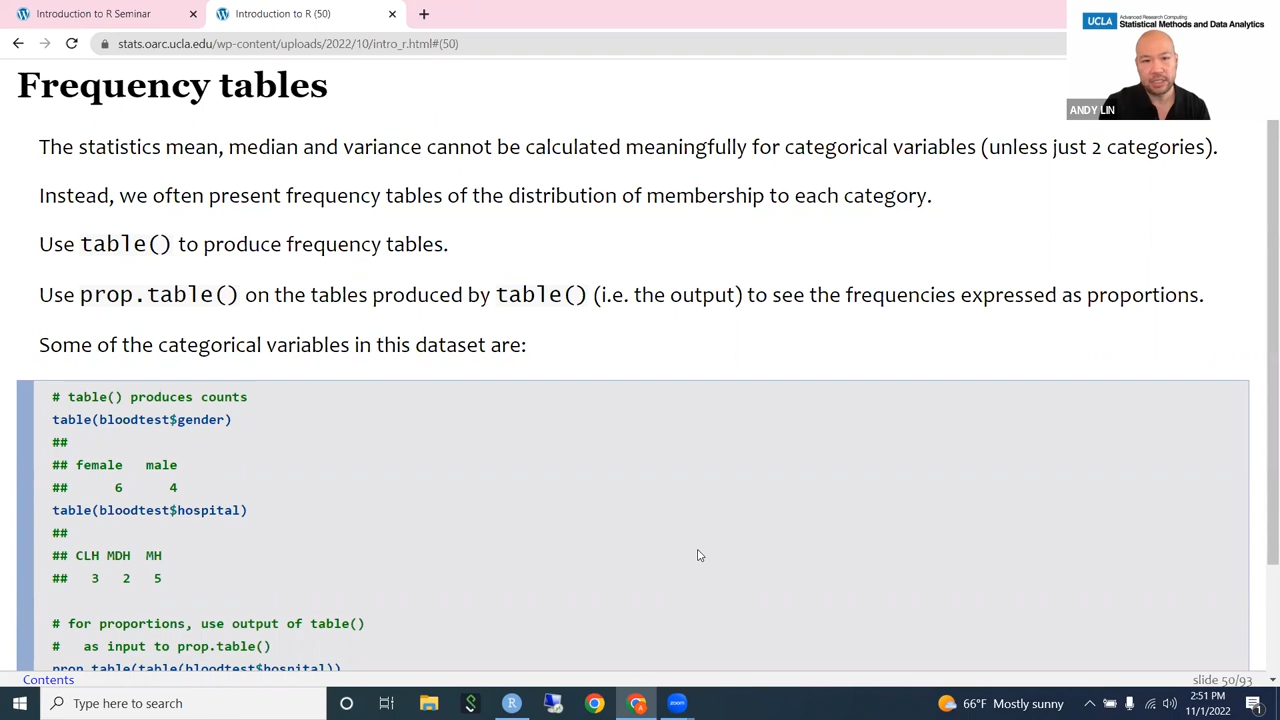 Introduction to R Seminar
Introduction to R (50)
stats.oarc.ucla.edu/wp-content/uploads/2022/10/intro_r.html#(50)
UCLA
Advanced Research Computing
Statistical Methods and Data Analytics
ANDY LIN
Frequency tables
The statistics mean, median and variance cannot be calculated meaningfully for categorical variables (unless just 2 categories).
Instead, we often present frequency tables of the distribution of membership to each category.
Use table() to produce frequency tables.
Use prop.table() on the tables produced by table() (i.e. the output) to see the frequencies expressed as proportions.
Some of the categorical variables in this dataset are:
# table() produces counts
table(bloodtest$gender)
##
## female   male
##      6      4
table(bloodtest$hospital)
##
## CLH MDH  MH
##   3   2   5
# for proportions, use output of table()
#   as input to prop.table()
prop.table(table(bloodtest$hospital))
Contents
slide 50/93
Type here to search
zoom
66°F Mostly sunny
2:51 PM
11/1/2022